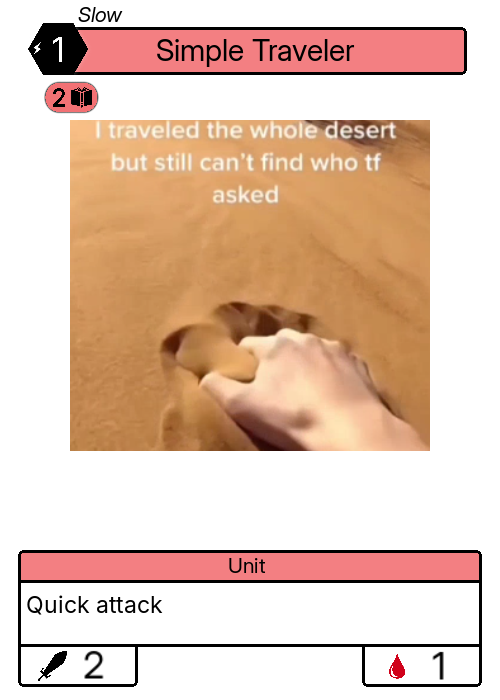 Slow
1
Simple Traveler
2
I traveled the whole desert
but still can't find who tf
asked
Unit
Quick attack
2
1